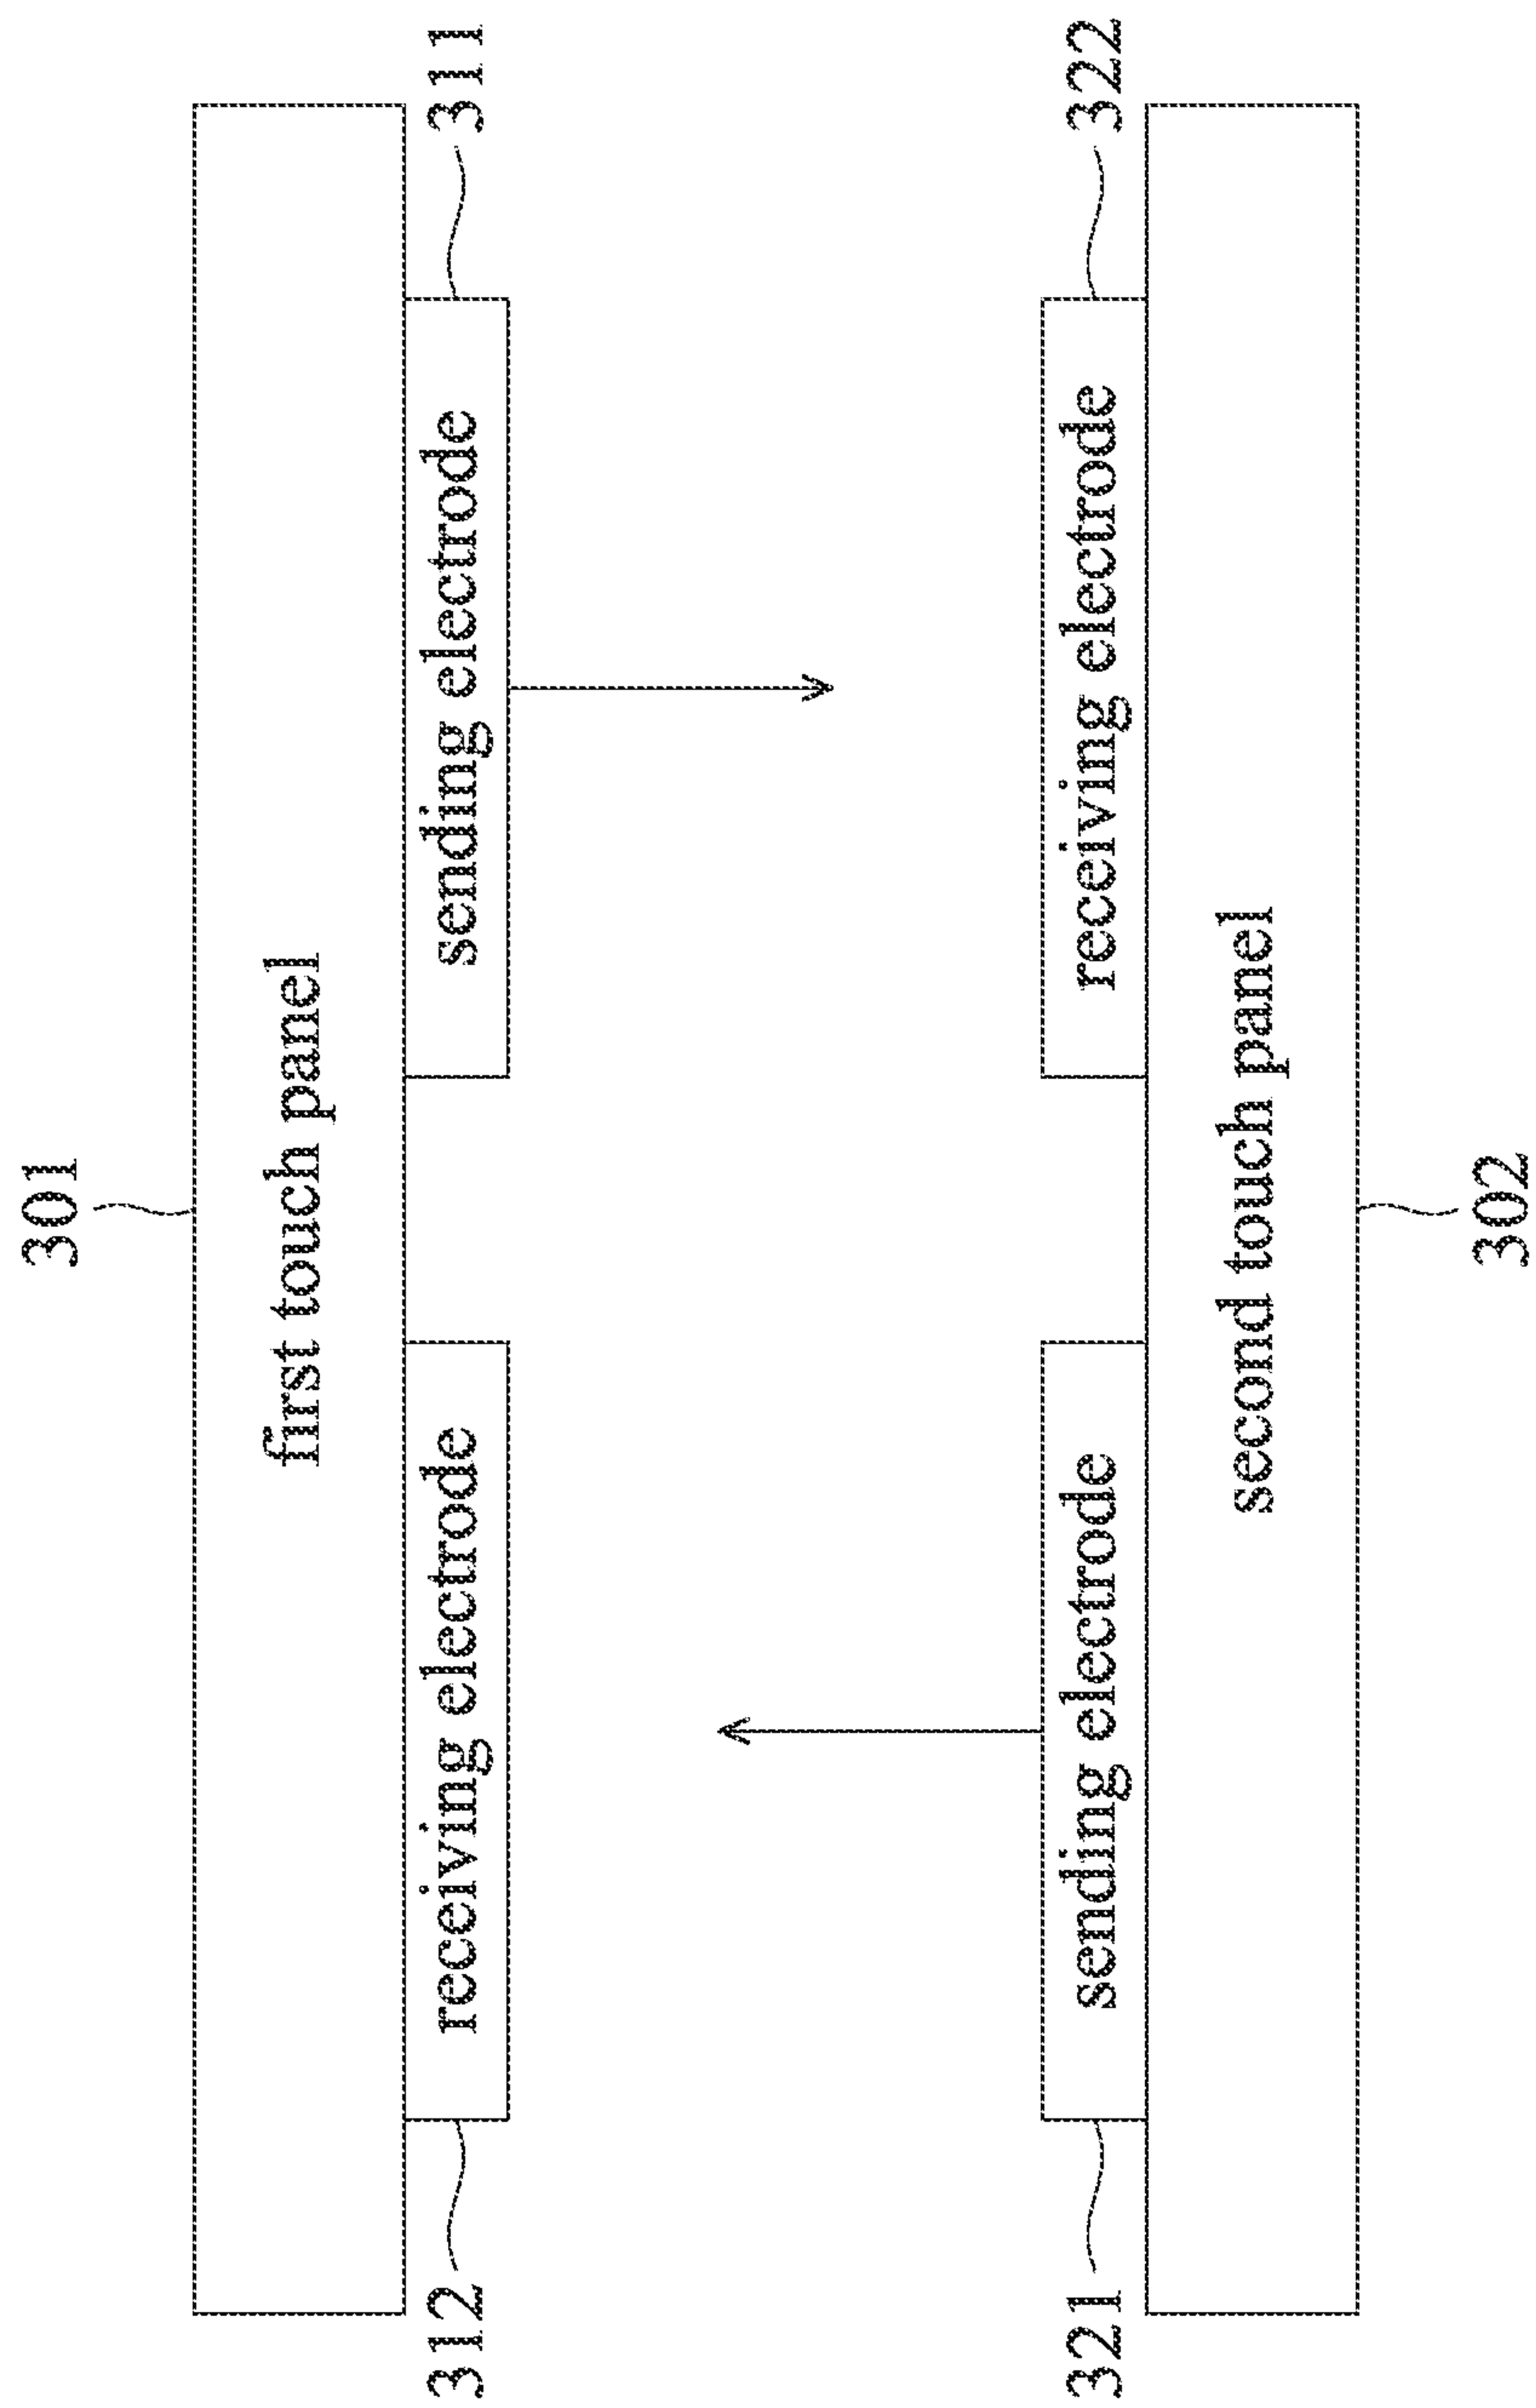 301
first touch panel
312
receiving electrode
sending electrode
311
321
sending electrode
receiving electrode
322
second touch panel
302